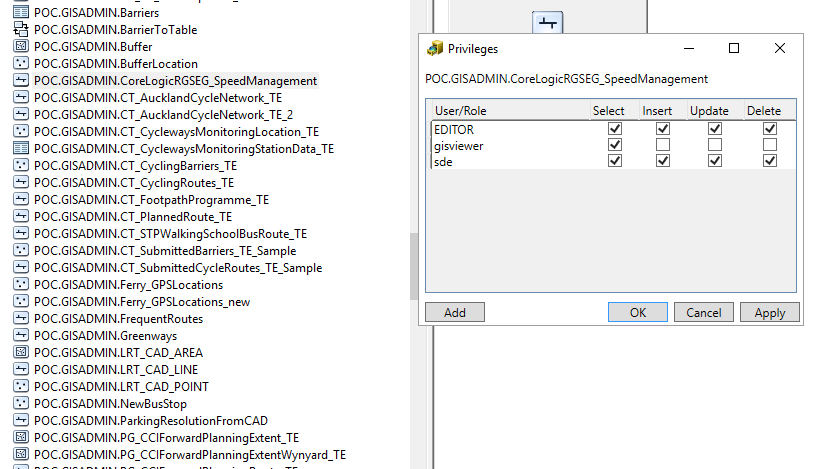 POC.GISADMIN.Barriers
POC.GISADMIN.BarrierToTable
POC.GISADMIN.Buffer
POC.GISADMIN.BufferLocation
POC.GISADMIN.CoreLogicRGSEG_SpeedManagement
POC.GISADMIN.CT_AucklandCycleNetwork_TE
POC.GISADMIN.CT_AucklandCycleNetwork_TE_2
POC.GISADMIN.CT_CyclewaysMonitoringLocation_TE
POC.GISADMIN.CT_CyclewaysMonitoringStationData_TE
POC.GISADMIN.CT_CyclingBarriers_TE
POC.GISADMIN.CT_CyclingRoutes_TE
POC.GISADMIN.CT_FootpathProgramme_TE
POC.GISADMIN.CT_PlannedRoute_TE
POC.GISADMIN.CT_STPWalkingSchoolBusRoute_TE
POC.GISADMIN.CT_SubmittedBarriers_TE_Sample
POC.GISADMIN.CT_SubmittedCycleRoutes_TE_Sample
POC.GISADMIN.Ferry_GPSLocations
POC.GISADMIN.Ferry_GPSLocations_new
POC.GISADMIN.FrequentRoutes
POC.GISADMIN.Greenways
POC.GISADMIN.LRT_CAD_AREA
POC.GISADMIN.LRT_CAD_LINE
POC.GISADMIN.LRT_CAD_POINT
POC.GISADMIN.NewBusStop
POC.GISADMIN.ParkingResolutionFromCAD
POC.GISADMIN.PG_CCIForwardPlanningExtent_TE
POC.GISADMIN.PG_CCIForwardPlanningExtentWynyard_TE
Privileges
POC.GISADMIN.CoreLogicRGSEG_SpeedManagement
User/Role Select Insert Update Delete
EDITOR
gisviewer
sde
Add OK Cancel Apply